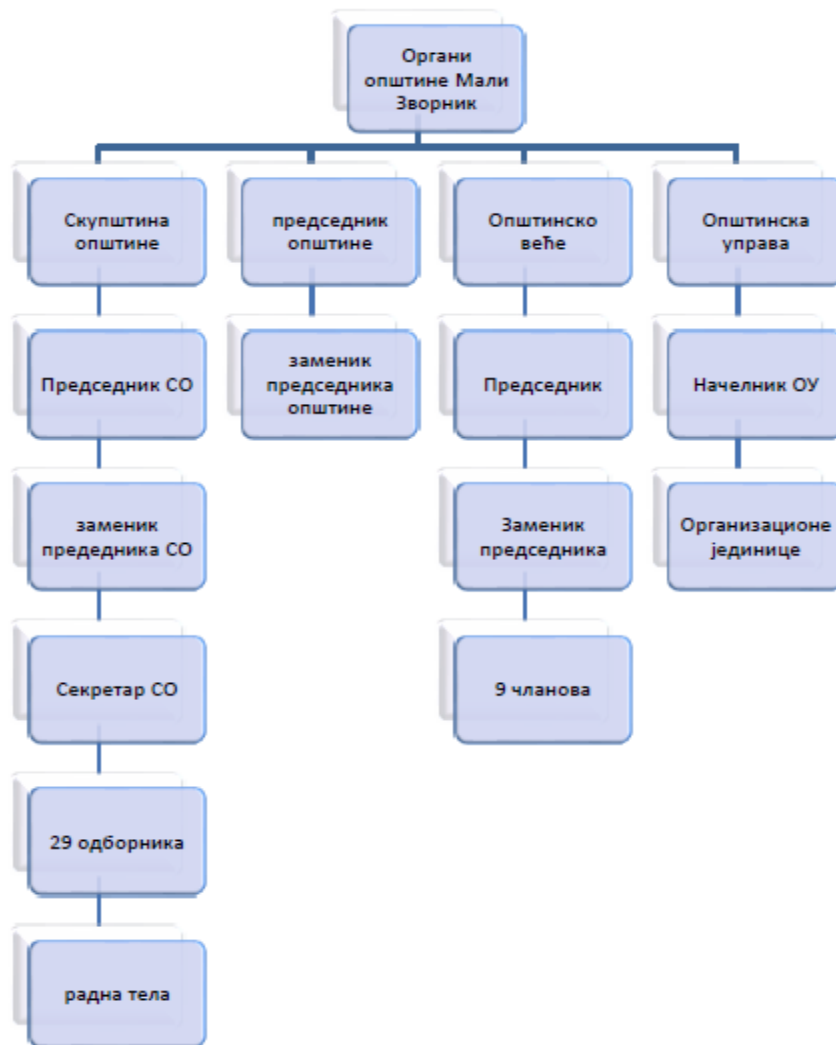 Органи
општине Мали
Зворник
Скупштина
општине
председник
општине
Општинско
веће
Општинска
управа
Председник СО
заменик
председника
општине
Председник
Начелник ОУ
заменик
предедника СО
Заменик
председника
Организационе
јединице
Секретар СО
9 чланова
29 одборника
радна тела